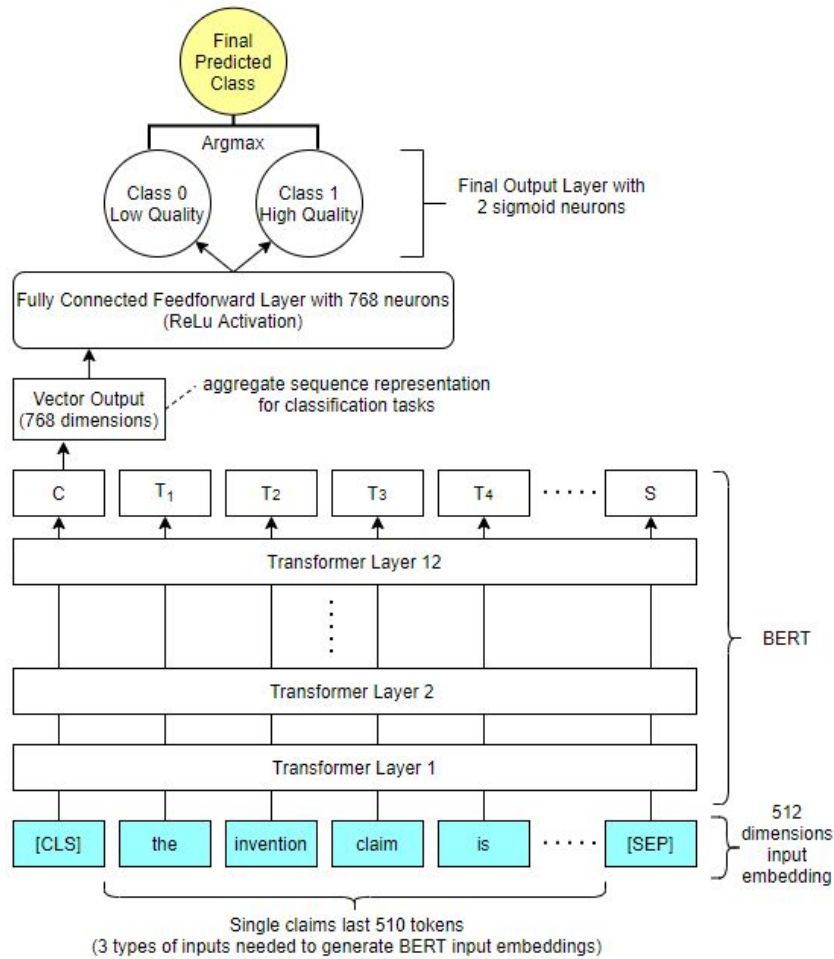 Final
Predicted
Class
Argmax
Class 0
Low Quality
Class 1
High Quality
Final Output Layer with
2 sigmoid neurons
Fully Connected Feedforward Layer with 768 neurons
(ReLu Activation)
Vector Output
(768 dimensions)
aggregate sequence representation
for classification tasks
C T1 T2 T3 T4 ..... S
Transformer Layer 12
Transformer Layer 2
Transformer Layer 1
BERT
[CLS] the invention claim is ..... [SEP]
512
dimensions
input
embedding
Single claims last 510 tokens
(3 types of inputs needed to generate BERT input embeddings)